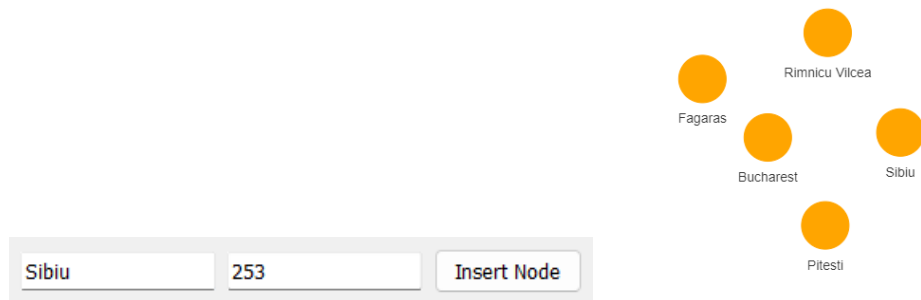 Rimnicu Vilcea
Fagaras
Bucharest
Sibiu
Pitesti
Sibiu 253 Insert Node